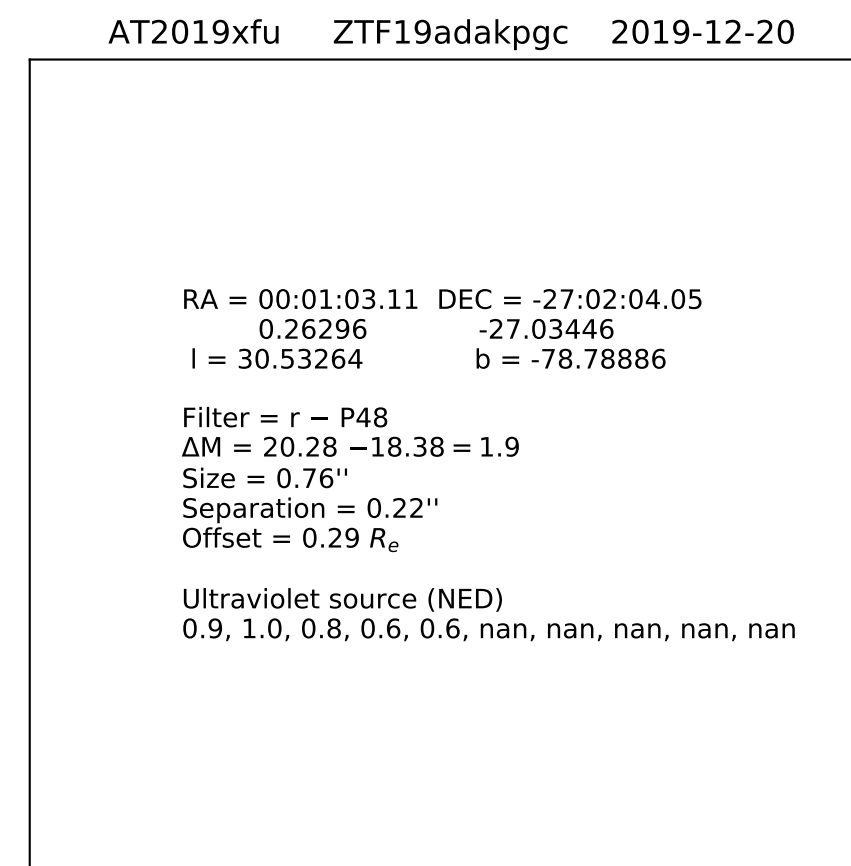 AT2019xfu ZTF19adakpgc 2019-12-20
RA = 00:01:03.11 DEC = -27:02:04.05
0.26296 -27.03446
l = 30.53264 b = -78.78886
Filter = r − P48
ΔM = 20.28 −18.38 = 1.9
Size = 0.76''
Separation = 0.22''
Offset = 0.29 Re
Ultraviolet source (NED)
0.9, 1.0, 0.8, 0.6, 0.6, nan, nan, nan, nan, nan